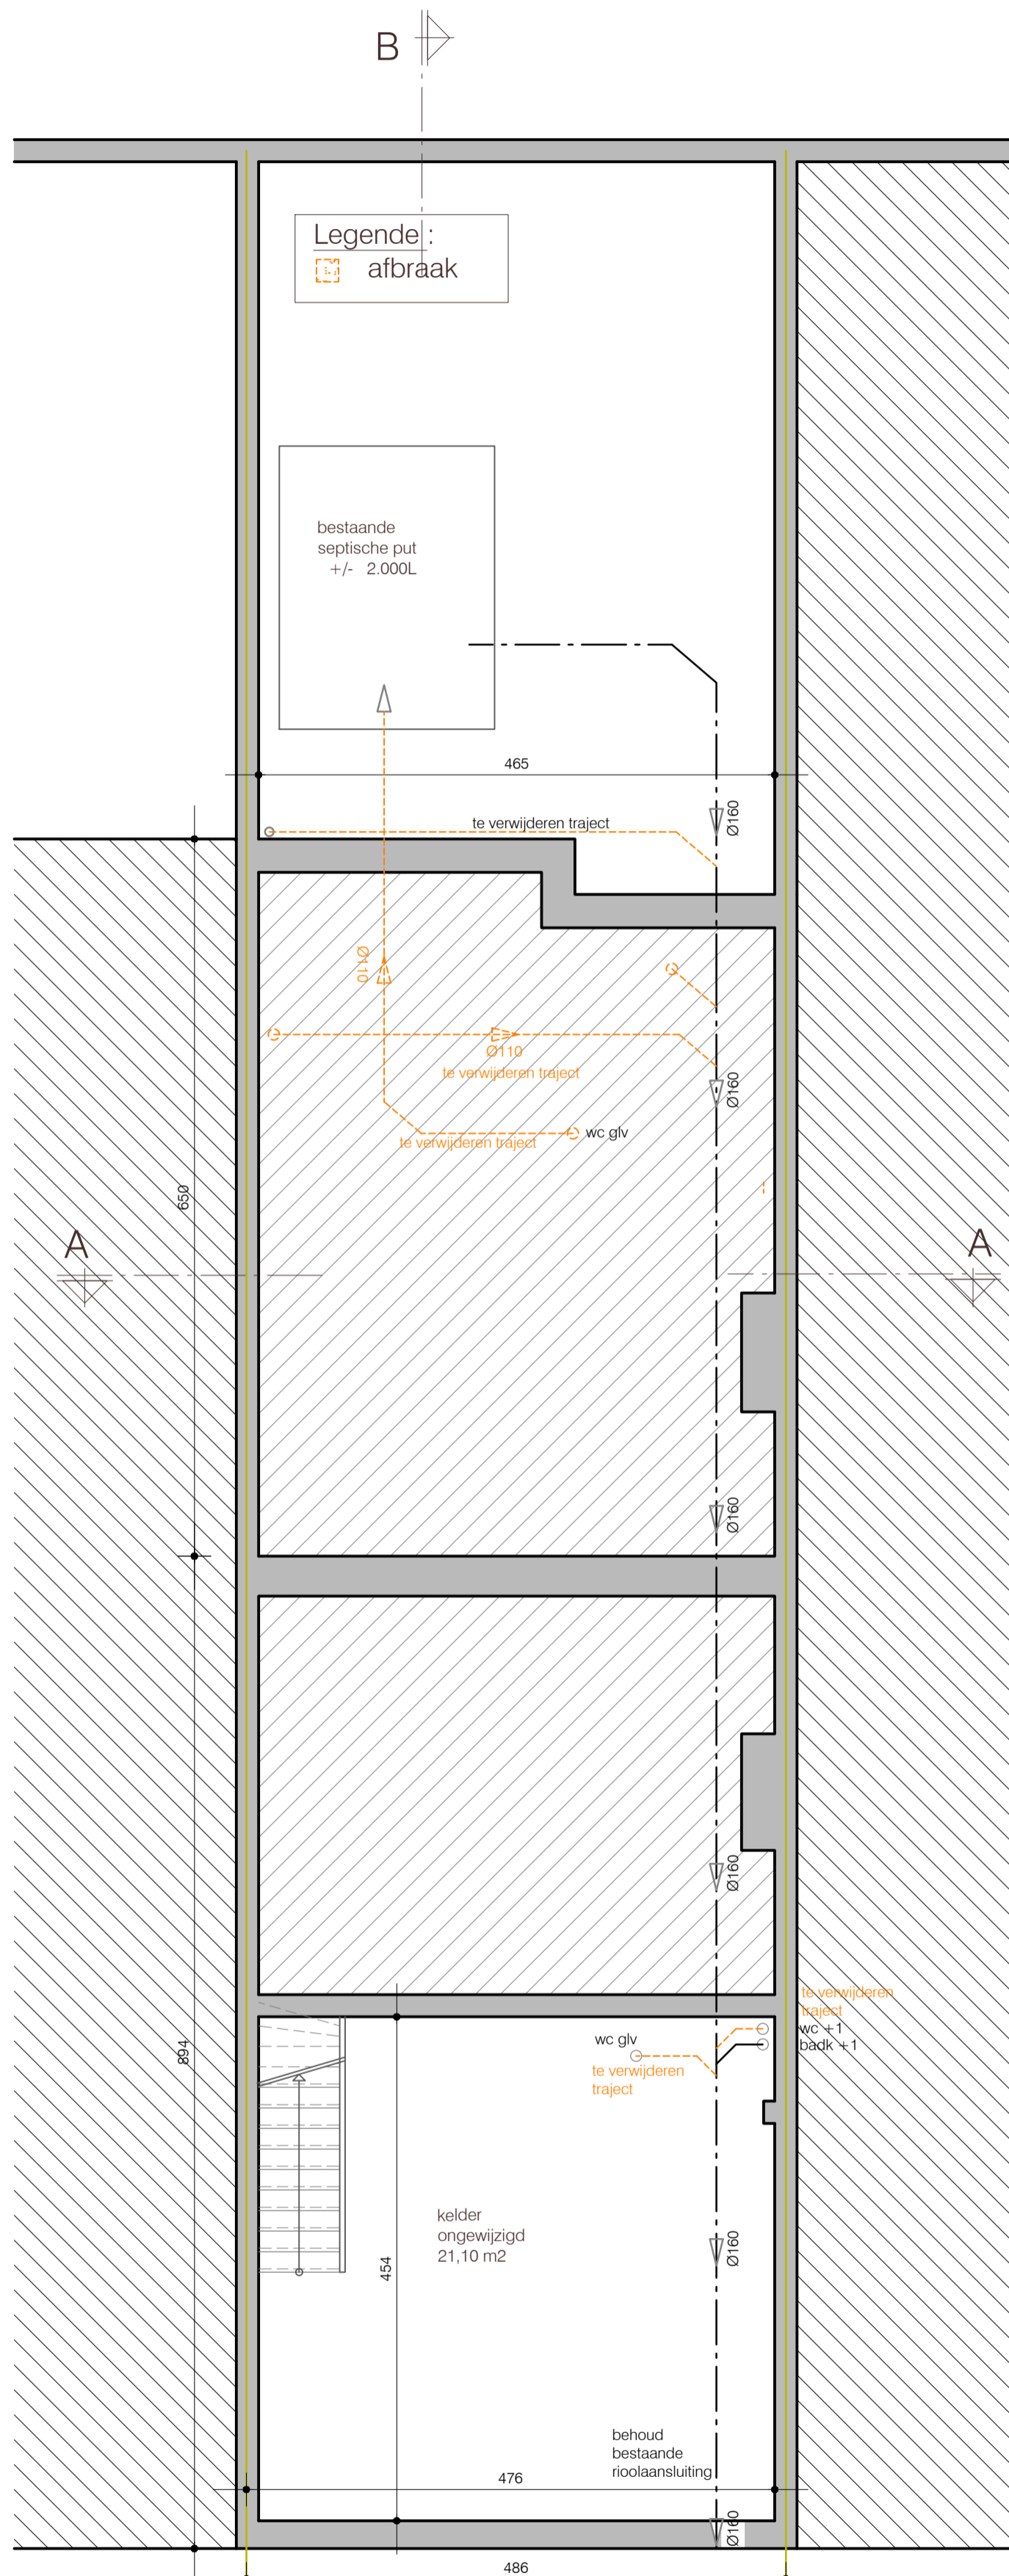 B
Legende :
afbraak
bestaande
septische put
+/- 2.000L
465
Ø160
te verwijderen traject
Ø110
Ø110
te verwijderen traject
Ø160
te verwijderen traject
wc glv
650
A
A
Ø160
Ø160
te verwijderen
traject
wc +1
badk +1
wc glv
te verwijderen
traject
894
kelder
ongewijzigd
21,10 m2
454
Ø160
behoud
bestaande
rioolaansluiting
476
Ø160
486